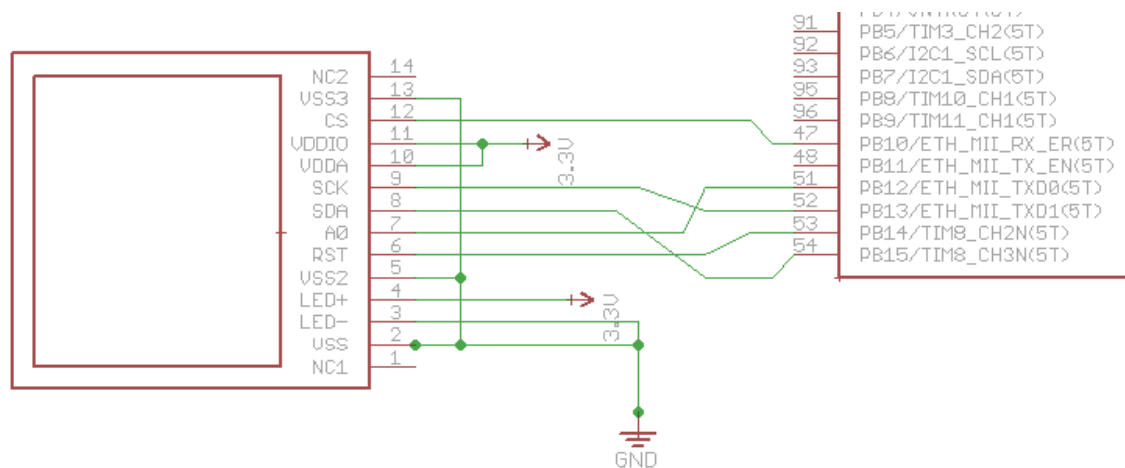 91 PB5/TIM3_CH2(5T)
92 PB6/I2C1_SCL(5T)
93 PB7/I2C1_SDA(5T)
95 PB8/TIM10_CH1(5T)
96 PB9/TIM11_CH1(5T)
47 PB10/ETH_MII_RX_ER(5T)
48 PB11/ETH_MII_TX_EN(5T)
51 PB12/ETH_MII_TXD0(5T)
52 PB13/ETH_MII_TXD1(5T)
53 PB14/TIM8_CH2N(5T)
54 PB15/TIM8_CH3N(5T)
NC2 14
VSS3 13
CS 12
VDDIO 11
VDDA 10
SCK 9
SDA 8
A0 7
RST 6
VSS2 5
LED+ 4
LED- 3
VSS 2
NC1 1
3.3V
3.3V
GND